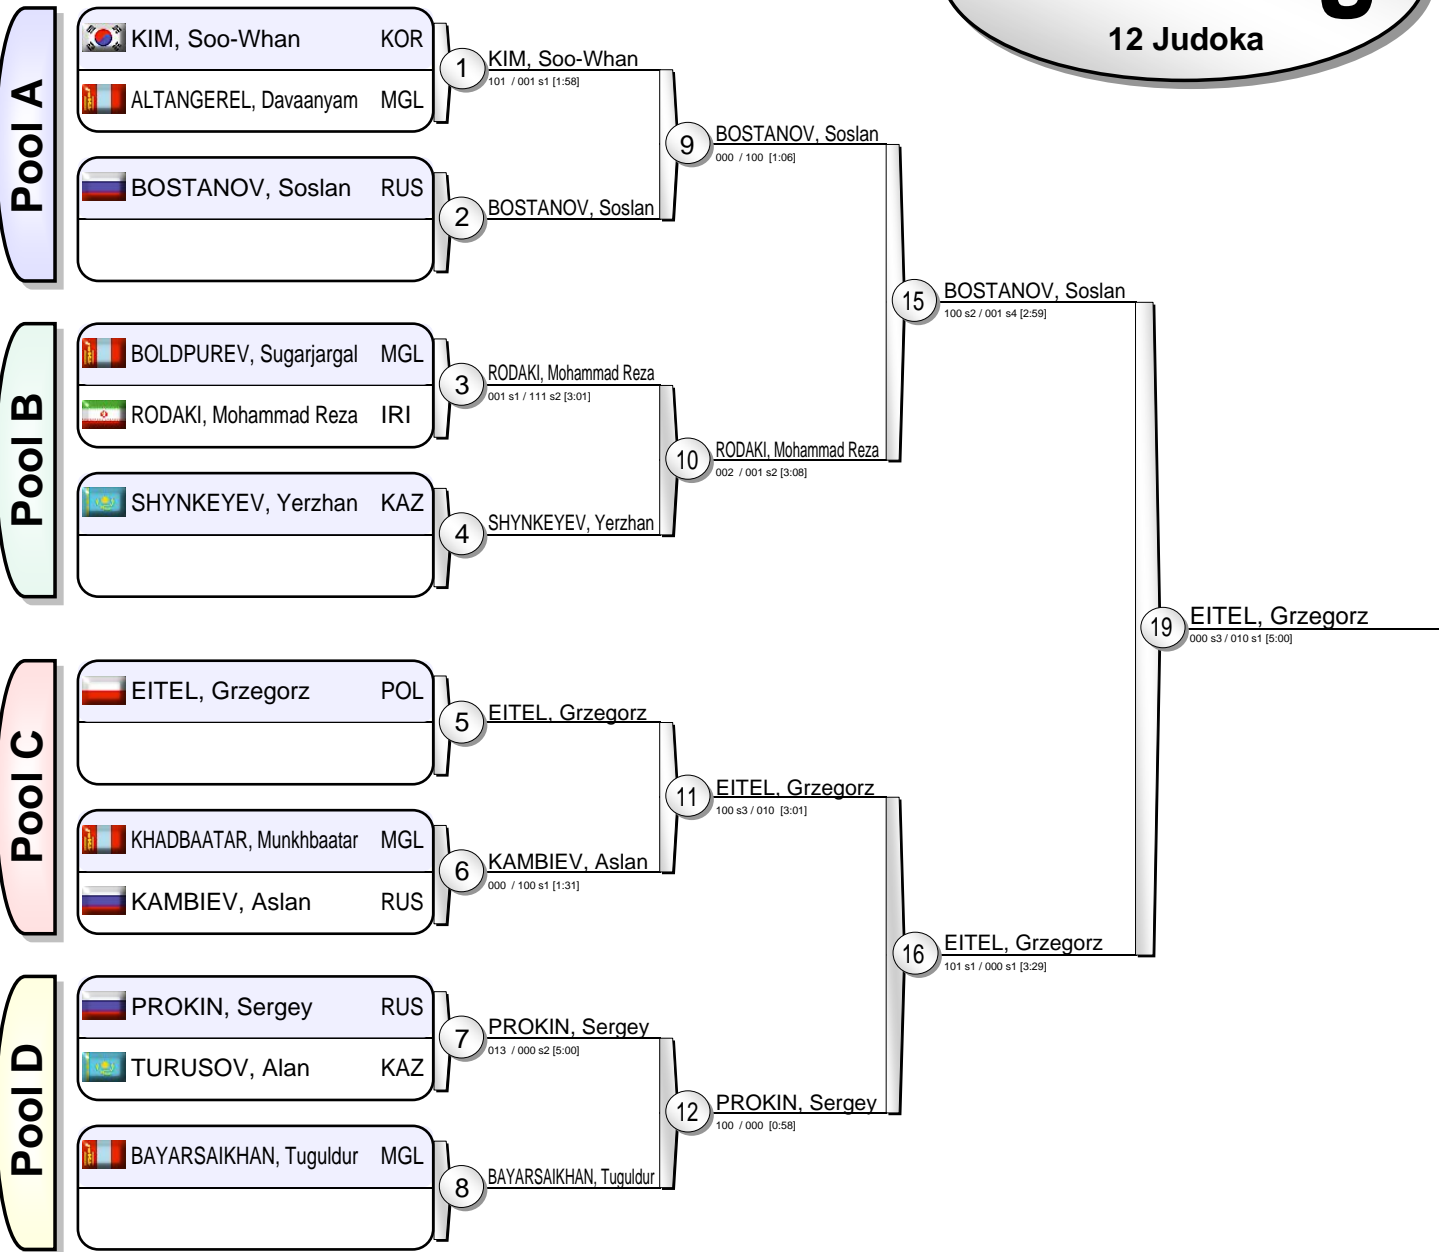 12 Judoka
Pool A
KIM, Soo-Whan KOR
ALTANGEREL, Davaanyam MGL
1
KIM, Soo-Whan
101 / 001 s1 [1:58]
BOSTANOV, Soslan RUS
2
BOSTANOV, Soslan
9
BOSTANOV, Soslan
000 / 100 [1:06]
Pool B
BOLDPUREV, Sugarjargal MGL
RODAKI, Mohammad Reza IRI
3
RODAKI, Mohammad Reza
001 s1 / 111 s2 [3:01]
SHYNKEYEV, Yerzhan KAZ
4
SHYNKEYEV, Yerzhan
10
RODAKI, Mohammad Reza
002 / 001 s2 [3:08]
15
BOSTANOV, Soslan
100 s2 / 001 s4 [2:59]
19
EITEL, Grzegorz
000 s3 / 010 s1 [5:00]
Pool C
EITEL, Grzegorz POL
5
EITEL, Grzegorz
KHADBAATAR, Munkhbaatar MGL
KAMBIEV, Aslan RUS
6
KAMBIEV, Aslan
000 / 100 s1 [1:31]
11
EITEL, Grzegorz
100 s3 / 010 [3:01]
16
EITEL, Grzegorz
101 s1 / 000 s1 [3:29]
Pool D
PROKIN, Sergey RUS
TURUSOV, Alan KAZ
7
PROKIN, Sergey
013 / 000 s2 [5:00]
BAYARSAIKHAN, Tuguldur MGL
8
BAYARSAIKHAN, Tuguldur
12
PROKIN, Sergey
100 / 000 [0:58]